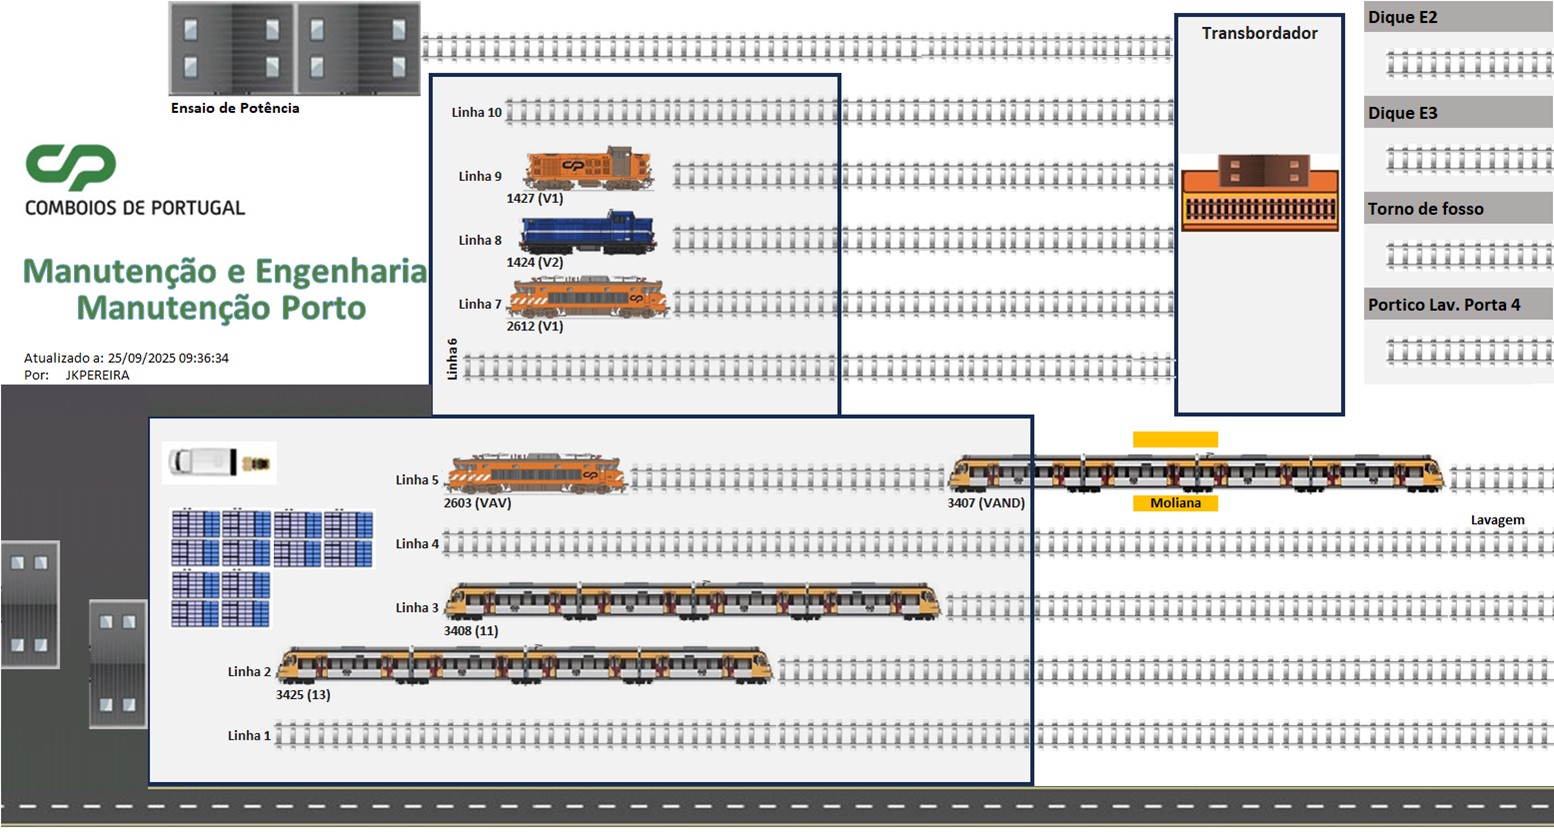 Ensaio de Potência
COMBOIOS DE PORTUGAL
Manutenção e Engenharia
Manutenção Porto
Atualizado a: 25/09/2025 09:36:34
Por: JKPEREIRA
Transbordador
Dique E2
Dique E3
Torno de fosso
Portico Lav. Porta 4
Linha 10
Linha 9
1427 (V1)
Linha 8
1424 (V2)
Linha 7
2612 (V1)
Linha6
Linha 5
2603 (VAV)
3407 (VAND)
Moliana
Lavagem
Linha 4
Linha 3
3408 (11)
Linha 2
3425 (13)
Linha 1